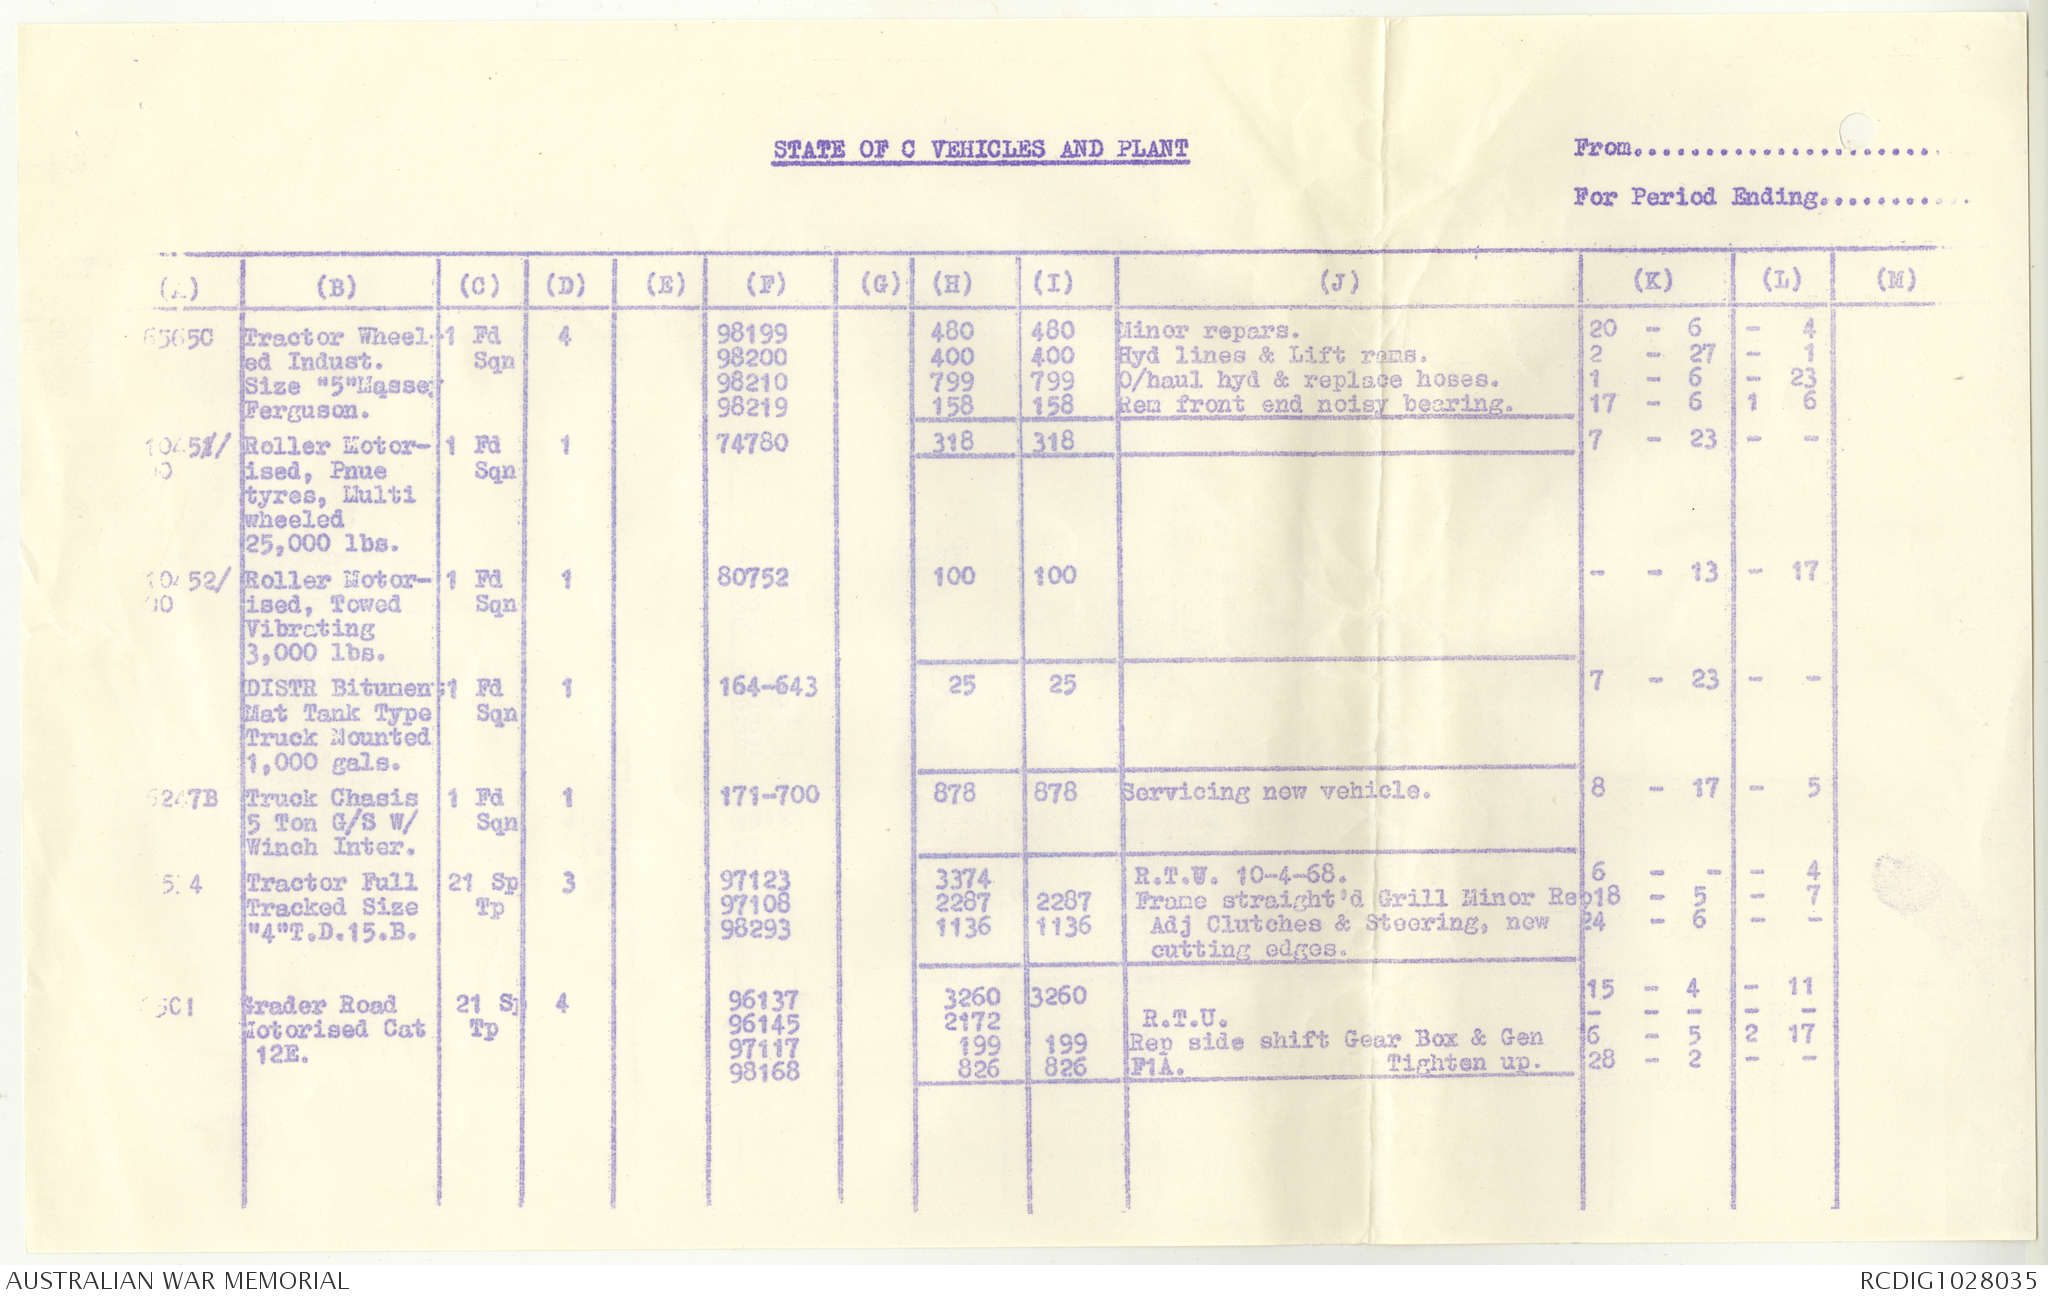 STATE OF C VEHICLES AND PLANT
From......................
For Period Ending...........
(A) (B) (C) (D) (E) (F) (G) (H) (I) (J) (K) (L) (M)
6565C Tractor Wheel- 1 Fd 4 98199 480 480 Minor repars. 20 - 6 - 4
ed Indust. Sqn 98200 400 400 Hyd lines & Lift rams. 2 - 27 - 1
Size "5"Massey 98210 799 799 O/haul hyd & replace hoses. 1 - 6 - 23
Ferguson. 98219 158 158 Rem front end noisy bearing. 17 - 6 1 6
10451/ Roller Motor- 1 Fd 1 74780 318 318 7 - 23 - -
00 ised, Pnue Sqn
tyres, Multi
wheeled
25,000 lbs.
10452/ Roller Motor- 1 Fd 1 80752 100 100 - - 13 - 17
00 ised, Towed Sqn
Vibrating
3,000 lbs.
DISTR Bitumen: 1 Fd 1 164-643 25 25 7 - 23 - -
Mat Tank Type Sqn
Truck Mounted
1,000 gals.
6247B Truck Chasis 1 Fd 1 171-700 878 878 Servicing new vehicle. 8 - 17 - 5
5 Ton G/S W/ Sqn
Winch Inter.
Tractor Full 21 Sp 3 97123 3374 R.T.U. 10-4-68. 6 - - - 4
Tracked Size Tp 97108 2287 2287 Frame straight'd Grill Minor Rep 18 - 5 - 7
"4"T.D.15.B. 98293 1136 1136 Adj Clutches & Steering, new 24 - 6 - -
cutting edges.
Grader Road 21 Sp 4 96137 3260 3260 15 - 4 - 11
Motorised Cat Tp 96145 2172 R.T.U. - - - - -
12E. 97117 199 199 Rep side shift Gear Box & Gen 6 - 5 2 17
98168 826 826 F1A. Tighten up. 28 - 2 - -
AUSTRALIAN WAR MEMORIAL
RCDIG1028035